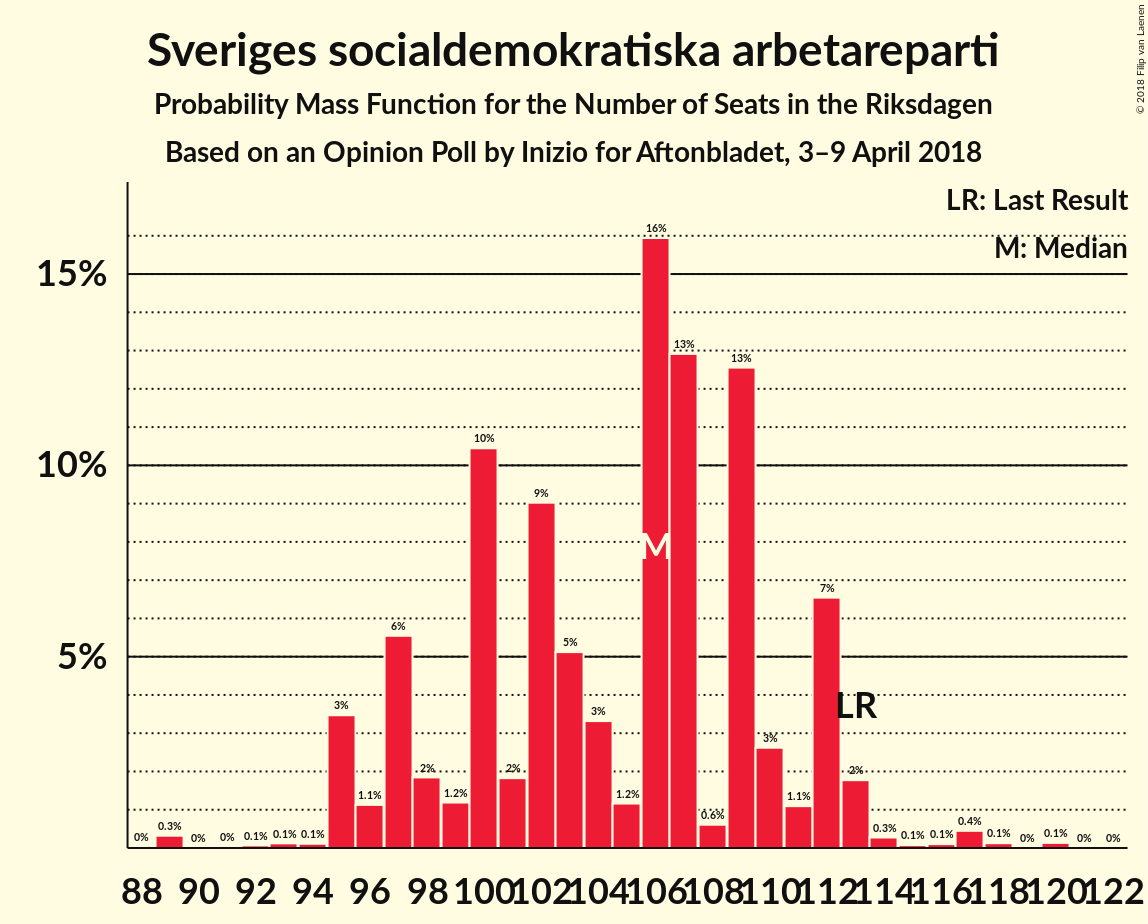 Sveriges socialdemokratiska arbetareparti
Probability Mass Function for the Number of Seats in the Riksdagen
Based on an Opinion Poll by Inizio for Aftonbladet, 3–9 April 2018
© 2018 Filip van Laenen
LR: Last Result
M: Median
15%
10%
5%
0% 0.3% 0% 0% 0.1% 0.1% 0.1% 3% 1.1% 6% 2% 1.2% 10% 2% 9% 5% 3% 1.2% 16% 13% 0.6% 13% 3% 1.1% 7% 2% 0.3% 0.1% 0.1% 0.4% 0.1% 0% 0.1% 0% 0%
M
LR
88 90 92 94 96 98 100 102 104 106 108 110 112 114 116 118 120 122